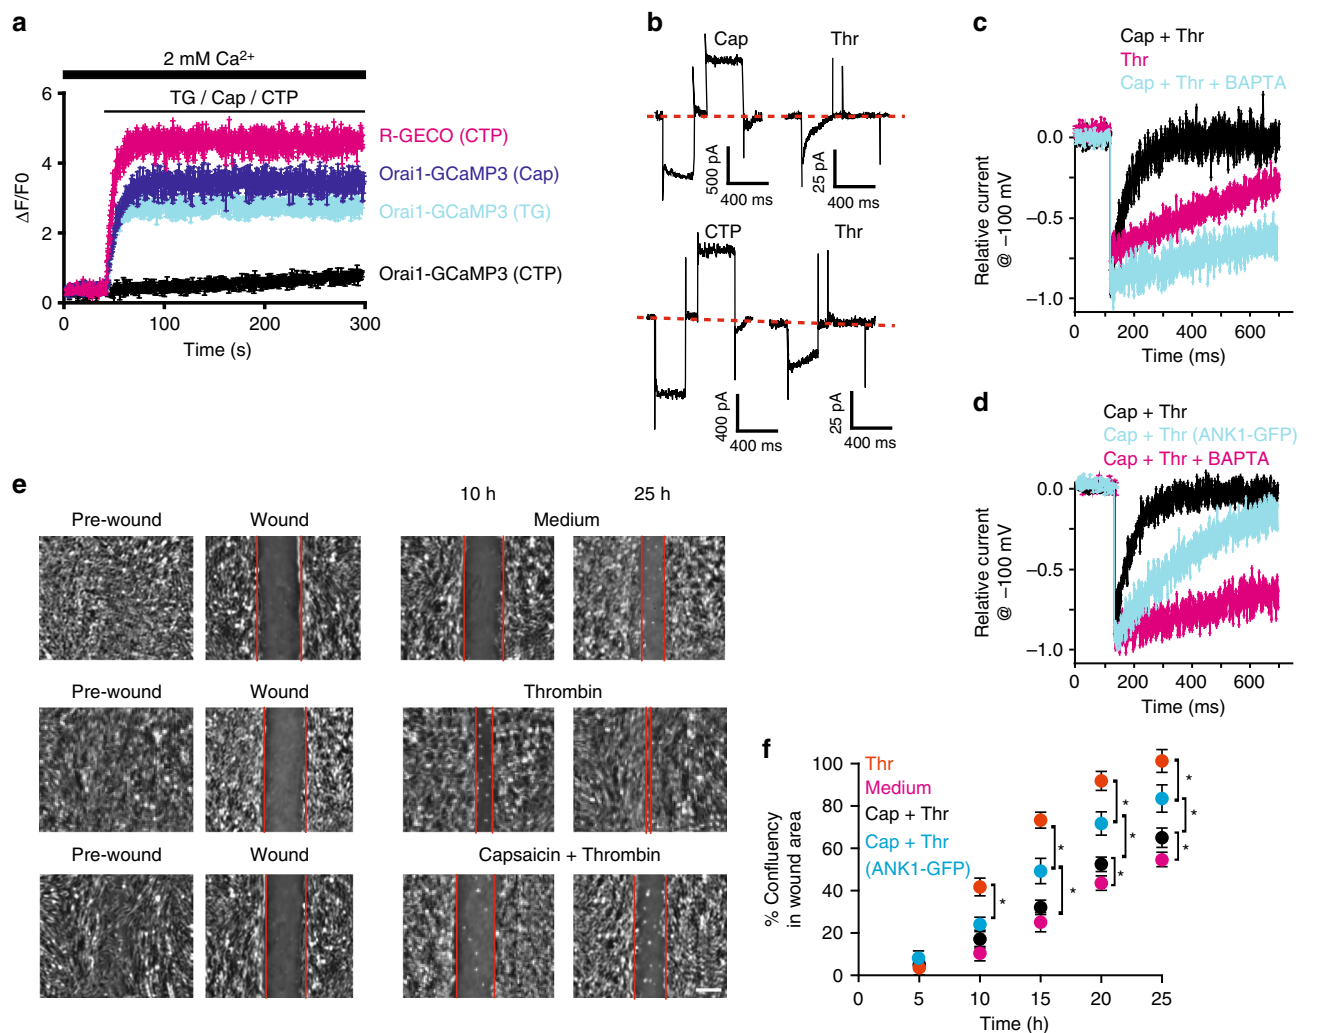 a
2 mM Ca²⁺
TG / Cap / CTP
6
4
2
0
ΔF/F0
R-GECO (CTP)
Orai1-GCaMP3 (Cap)
Orai1-GCaMP3 (TG)
Orai1-GCaMP3 (CTP)
0 100 200 300
Time (s)
b
Cap Thr
500 pA
400 ms
25 pA
400 ms
CTP Thr
400 pA
400 ms
25 pA
400 ms
c
Cap + Thr
Thr
Cap + Thr + BAPTA
0.0
−0.5
−1.0
Relative current
@ −100 mV
0 200 400 600
Time (ms)
d
Cap + Thr
Cap + Thr (ANK1-GFP)
Cap + Thr + BAPTA
0.0
−0.5
−1.0
Relative current
@ −100 mV
0 200 400 600
Time (ms)
e
10 h 25 h
Pre-wound Wound Medium
Pre-wound Wound Thrombin
Pre-wound Wound Capsaicin + Thrombin
f
Thr
Medium
Cap + Thr
Cap + Thr
(ANK1-GFP)
100
80
60
40
20
0
% Confluency
in wound area
* * * * * * * * *
0 5 10 15 20 25
Time (h)